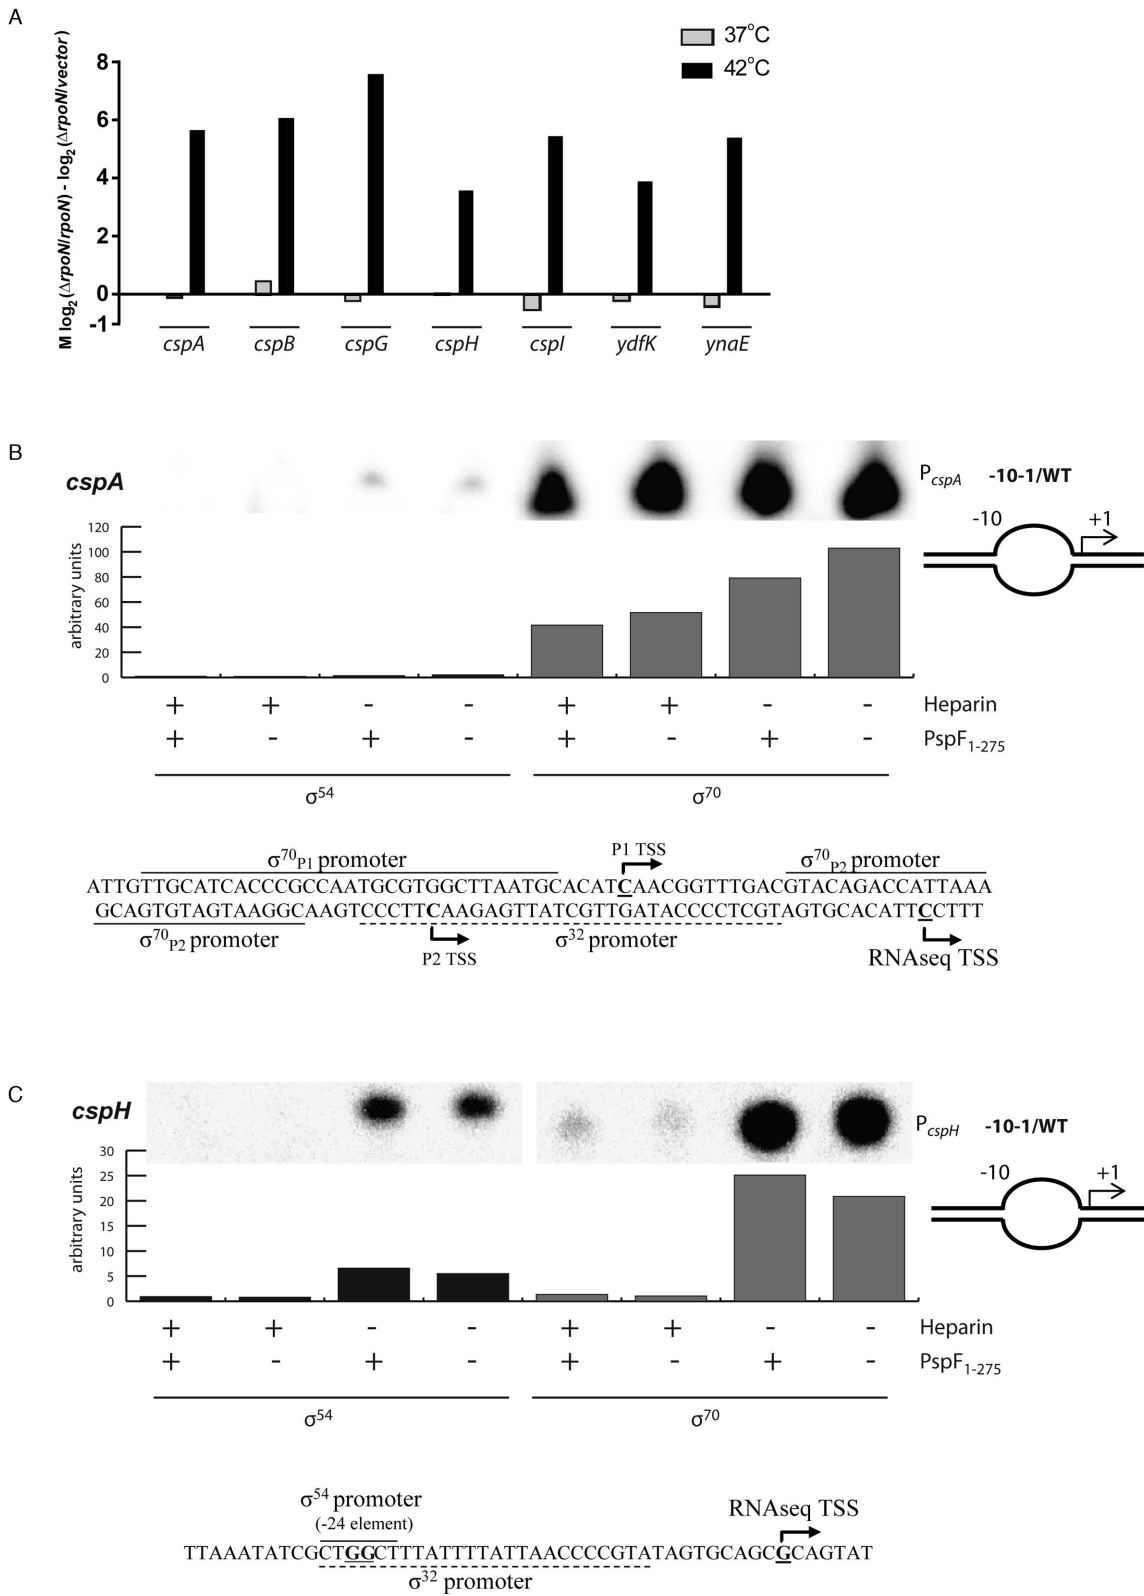 A
37°C
42°C
M log2 (ΔrpoN/rpoN) - log2 (ΔrpoN/vector)
8
6
4
2
0
-1
cspA cspB cspG cspH cspI ydfK ynaE
B
cspA
PcspA -10-1/WT
-10 +1
arbitrary units
120
100
80
60
40
20
0
+ + - - + + - - Heparin
+ - + - + - + - PspF1-275
σ54 σ70
σ70P1 promoter P1 TSS σ70P2 promoter
ATTGTTGCATCACCCGCCAATGCGTGGCTTAATGCACATCAACGGTTTGACGTACAGACCATTAAA
GCAGTGTAGTAAGGCAAGTCCCTTCAAGAGTTATCGTTGATACCCCTCGTAGTGCACATTCCTTT
σ70P2 promoter P2 TSS σ32 promoter RNAseq TSS
C
cspH
PcspH -10-1/WT
-10 +1
arbitrary units
30
25
20
15
10
5
0
+ + - - + + - - Heparin
+ - + - + - + - PspF1-275
σ54 σ70
σ54 promoter
(-24 element)
RNAseq TSS
TTAAATATCGCTGGCTTTATTTTATTAACCCCGTATAGTGCAGCGCAGTAT
σ32 promoter